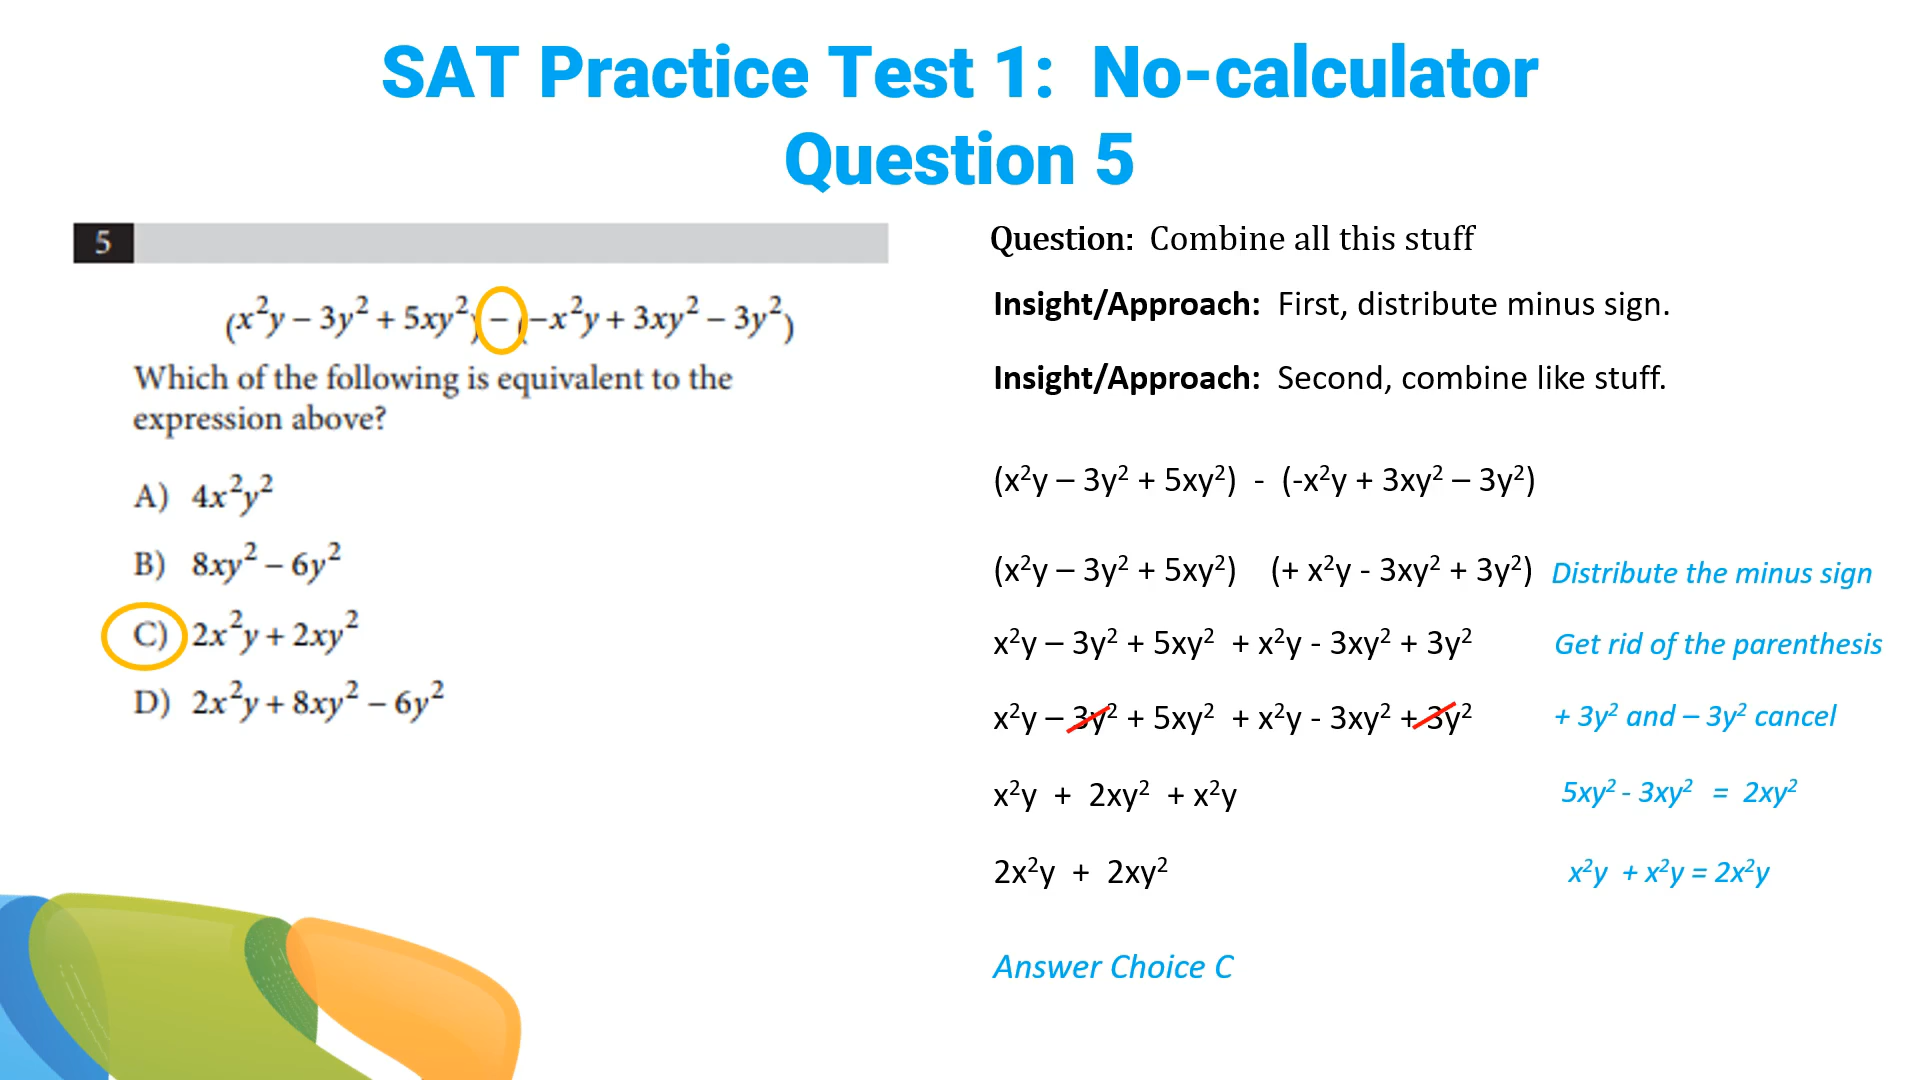 SAT Practice Test 1:  No-calculator
Question 5
5
(x²y – 3y² + 5xy²) – (–x²y + 3xy² – 3y²)
Which of the following is equivalent to the
expression above?
A) 4x²y²
B) 8xy² – 6y²
C) 2x²y + 2xy²
D) 2x²y + 8xy² – 6y²
Question:  Combine all this stuff
Insight/Approach:  First, distribute minus sign.
Insight/Approach:  Second, combine like stuff.
(x²y – 3y² + 5xy²)  -  (-x²y + 3xy² – 3y²)
(x²y – 3y² + 5xy²)    (+ x²y - 3xy² + 3y²) Distribute the minus sign
x²y – 3y² + 5xy²  + x²y - 3xy² + 3y² Get rid of the parenthesis
x²y – 3y² + 5xy²  + x²y - 3xy² + 3y² + 3y² and – 3y² cancel
x²y  +  2xy²  + x²y 5xy² - 3xy²  =  2xy²
2x²y  +  2xy² x²y  + x²y = 2x²y
Answer Choice C